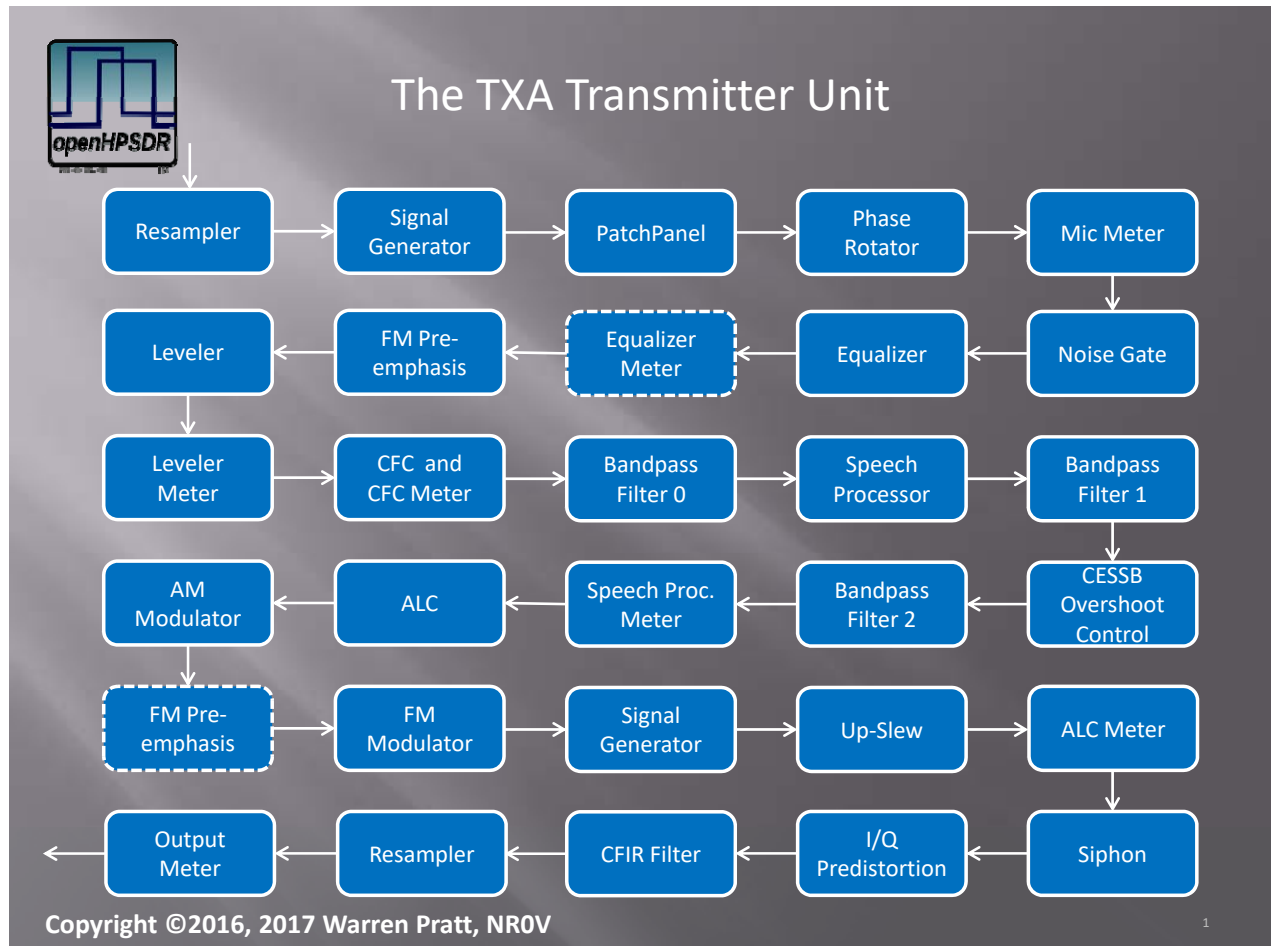 openHPSDR
The TXA Transmitter Unit
Resampler
Signal
Generator
PatchPanel
Phase
Rotator
Mic Meter
Leveler
FM Pre-
emphasis
Equalizer
Meter
Equalizer
Noise Gate
Leveler
Meter
CFC and
CFC Meter
Bandpass
Filter 0
Speech
Processor
Bandpass
Filter 1
AM
Modulator
ALC
Speech Proc.
Meter
Bandpass
Filter 2
CESSB
Overshoot
Control
FM Pre-
emphasis
FM
Modulator
Signal
Generator
Up-Slew
ALC Meter
Output
Meter
Resampler
CFIR Filter
I/Q
Predistortion
Siphon
Copyright ©2016, 2017 Warren Pratt, NR0V
1